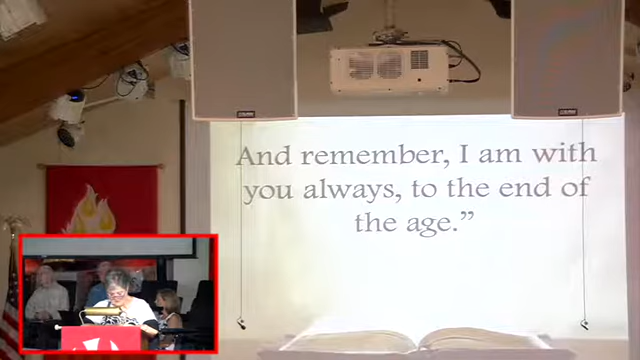 And remember, I am with
you always, to the end of
the age.”